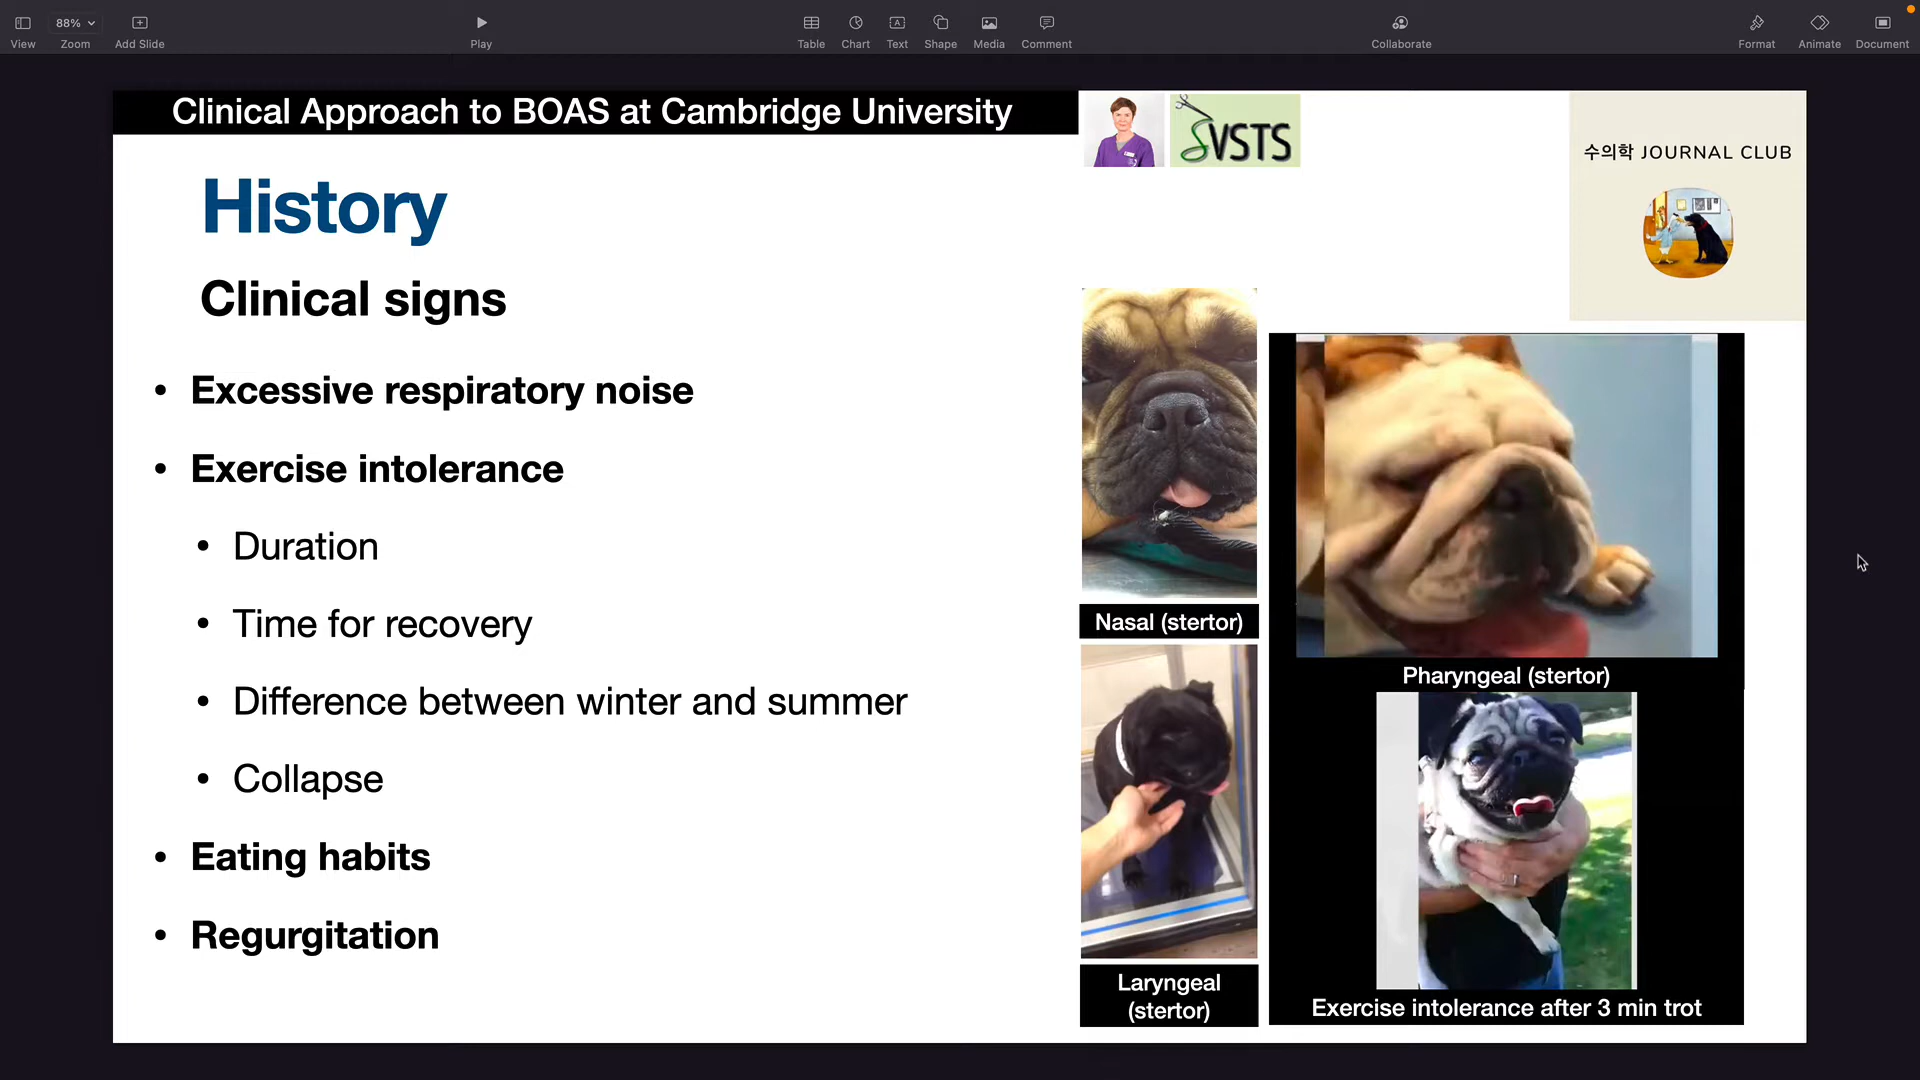 88%
View
Zoom
Add Slide
Play
Table
Chart
Text
Shape
Media
Comment
Collaborate
Format
Animate
Document
Clinical Approach to BOAS at Cambridge University
VSTS
수의학 JOURNAL CLUB
History
Clinical signs
• Excessive respiratory noise
• Exercise intolerance
• Duration
• Time for recovery
• Difference between winter and summer
• Collapse
• Eating habits
• Regurgitation
Nasal (stertor)
Pharyngeal (stertor)
Laryngeal
(stertor)
Exercise intolerance after 3 min trot